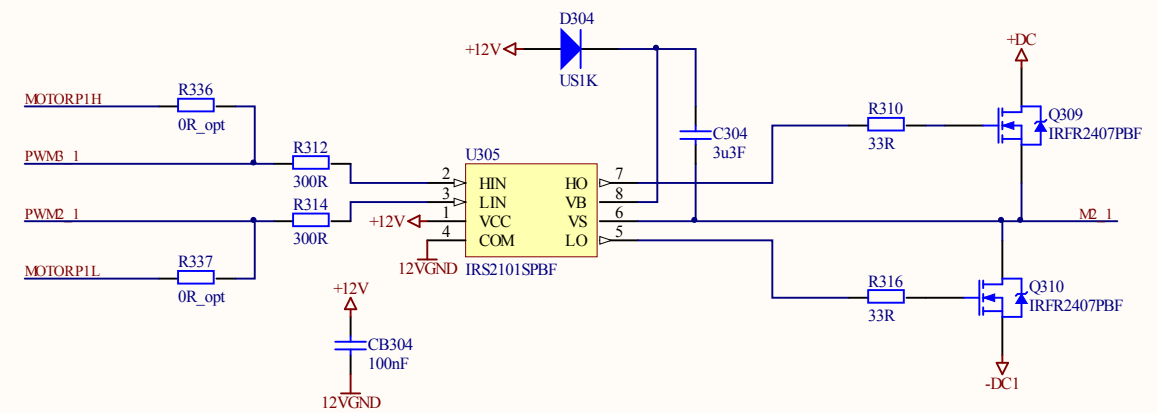 D304
+12V
US1K
+DC
R336
MOTORP1H
0R_opt
R310
Q309
C304
IRFR2407PBF
3u3F
33R
PWM3_1
R312
U305
300R
2
HIN
HO
7
3
LIN
VB
8
PWM2_1
R314
+12V
1
VCC
VS
6
M2_1
300R
4
COM
LO
5
R337
12VGND
IRS2101SPBF
MOTORP1L
0R_opt
R316
Q310
+12V
IRFR2407PBF
33R
CB304
100nF
-DC1
12VGND